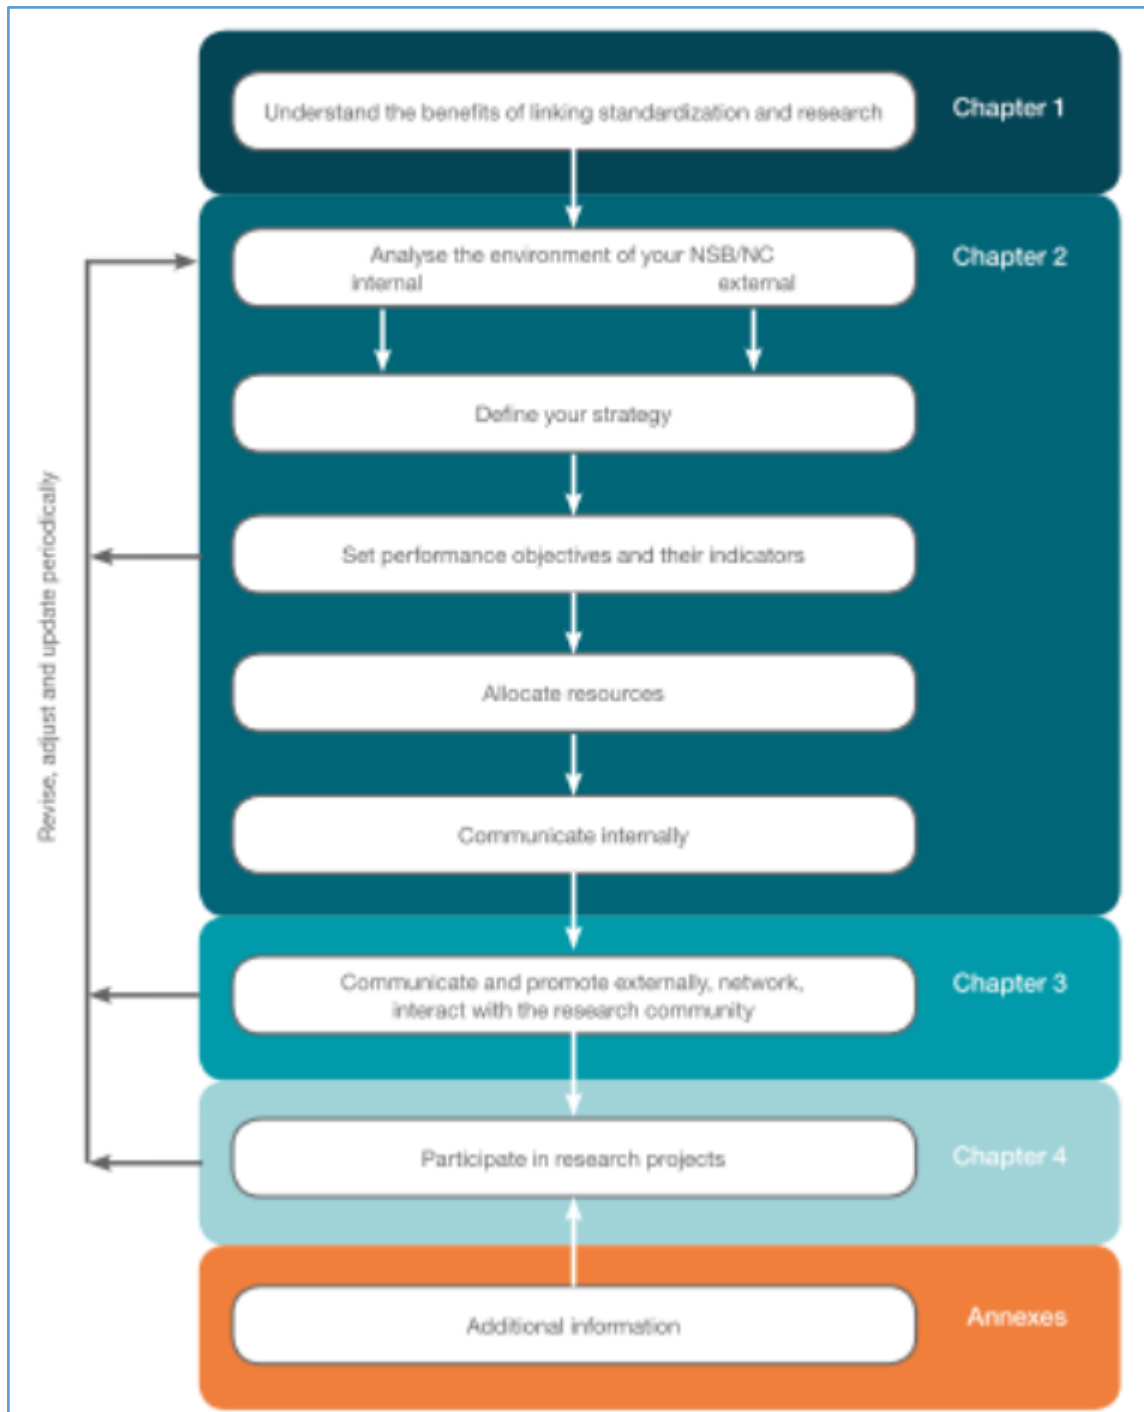 Understand the benefits of linking standardization and research
Chapter 1
Analyse the environment of your NSB/NC
internal external
Chapter 2
Define your strategy
Set performance objectives and their indicators
Allocate resources
Communicate internally
Revise, adjust and update periodically
Communicate and promote externally, network,
interact with the research community
Chapter 3
Participate in research projects
Chapter 4
Additional information
Annexes